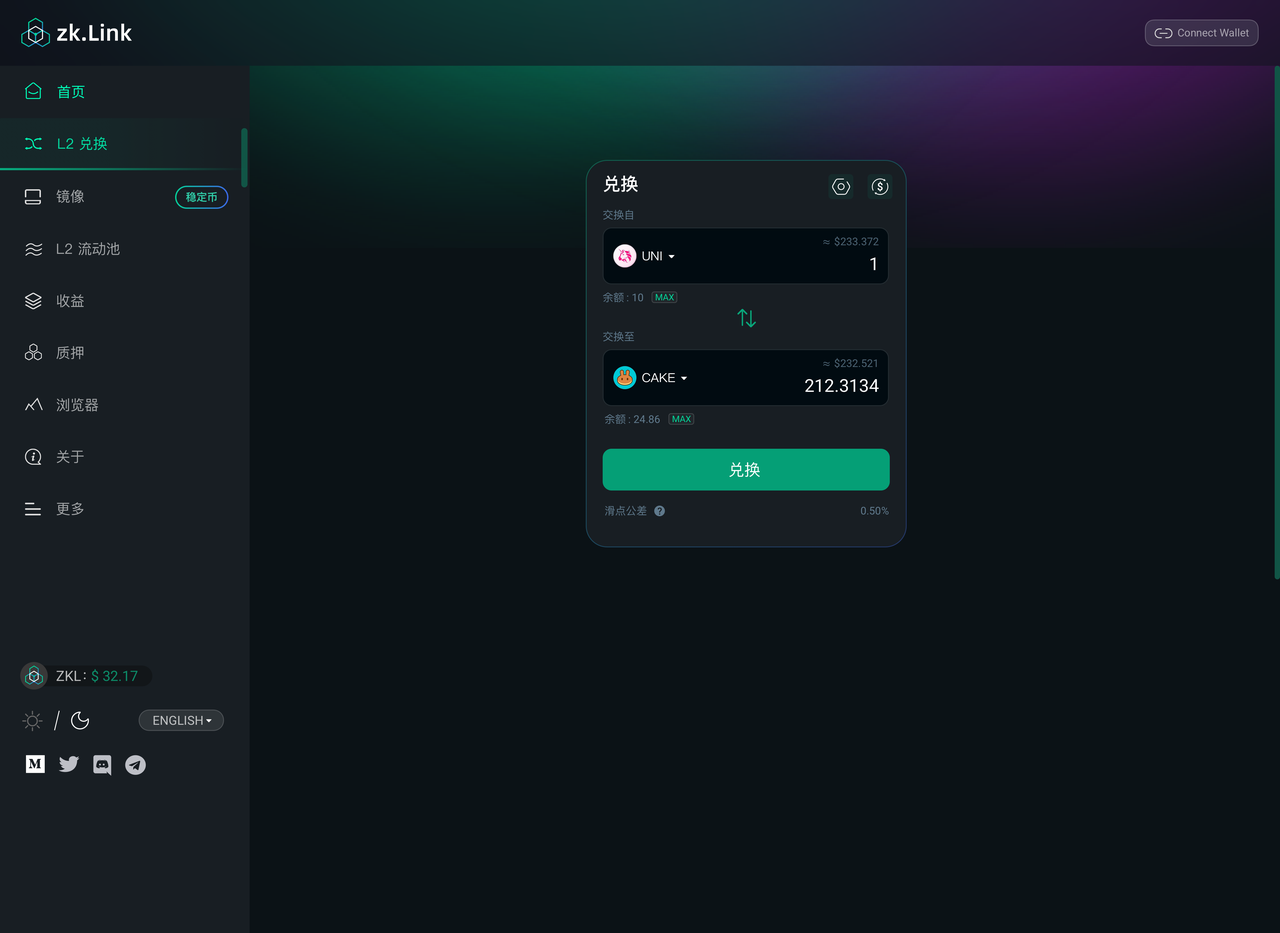 zk.Link
Connect Wallet
首页
L2 兑换
镜像
稳定币
L2 流动池
收益
质押
浏览器
关于
更多
ZKL: $ 32.17
ENGLISH
兑换
交换自
UNI
≈ $233.372
1
余额 : 10 MAX
交换至
CAKE
≈ $232.521
212.3134
余额 : 24.86 MAX
兑换
滑点公差 ? 0.50%